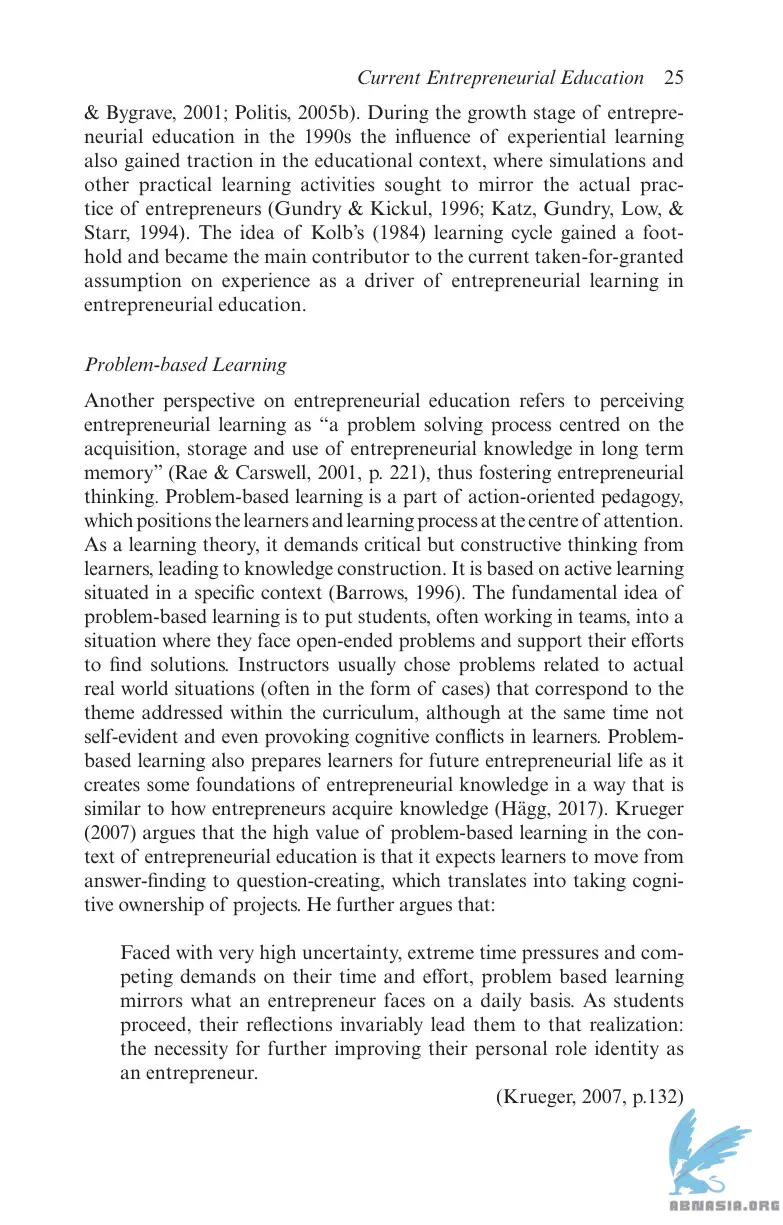 Current Entrepreneurial Education 25
& Bygrave, 2001; Politis, 2005b). During the growth stage of entrepre-
neurial education in the 1990s the influence of experiential learning
also gained traction in the educational context, where simulations and
other practical learning activities sought to mirror the actual prac-
tice of entrepreneurs (Gundry & Kickul, 1996; Katz, Gundry, Low, &
Starr, 1994). The idea of Kolb’s (1984) learning cycle gained a foot-
hold and became the main contributor to the current taken-for-granted
assumption on experience as a driver of entrepreneurial learning in
entrepreneurial education.
Problem-based Learning
Another perspective on entrepreneurial education refers to perceiving
entrepreneurial learning as “a problem solving process centred on the
acquisition, storage and use of entrepreneurial knowledge in long term
memory” (Rae & Carswell, 2001, p. 221), thus fostering entrepreneurial
thinking. Problem-based learning is a part of action-oriented pedagogy,
which positions the learners and learning process at the centre of attention.
As a learning theory, it demands critical but constructive thinking from
learners, leading to knowledge construction. It is based on active learning
situated in a specific context (Barrows, 1996). The fundamental idea of
problem-based learning is to put students, often working in teams, into a
situation where they face open-ended problems and support their efforts
to find solutions. Instructors usually chose problems related to actual
real world situations (often in the form of cases) that correspond to the
theme addressed within the curriculum, although at the same time not
self-evident and even provoking cognitive conflicts in learners. Problem-
based learning also prepares learners for future entrepreneurial life as it
creates some foundations of entrepreneurial knowledge in a way that is
similar to how entrepreneurs acquire knowledge (Hägg, 2017). Krueger
(2007) argues that the high value of problem-based learning in the con-
text of entrepreneurial education is that it expects learners to move from
answer-finding to question-creating, which translates into taking cogni-
tive ownership of projects. He further argues that:
Faced with very high uncertainty, extreme time pressures and com-
peting demands on their time and effort, problem based learning
mirrors what an entrepreneur faces on a daily basis. As students
proceed, their reflections invariably lead them to that realization:
the necessity for further improving their personal role identity as
an entrepreneur.
(Krueger, 2007, p.132)
ABNASIA.ORG